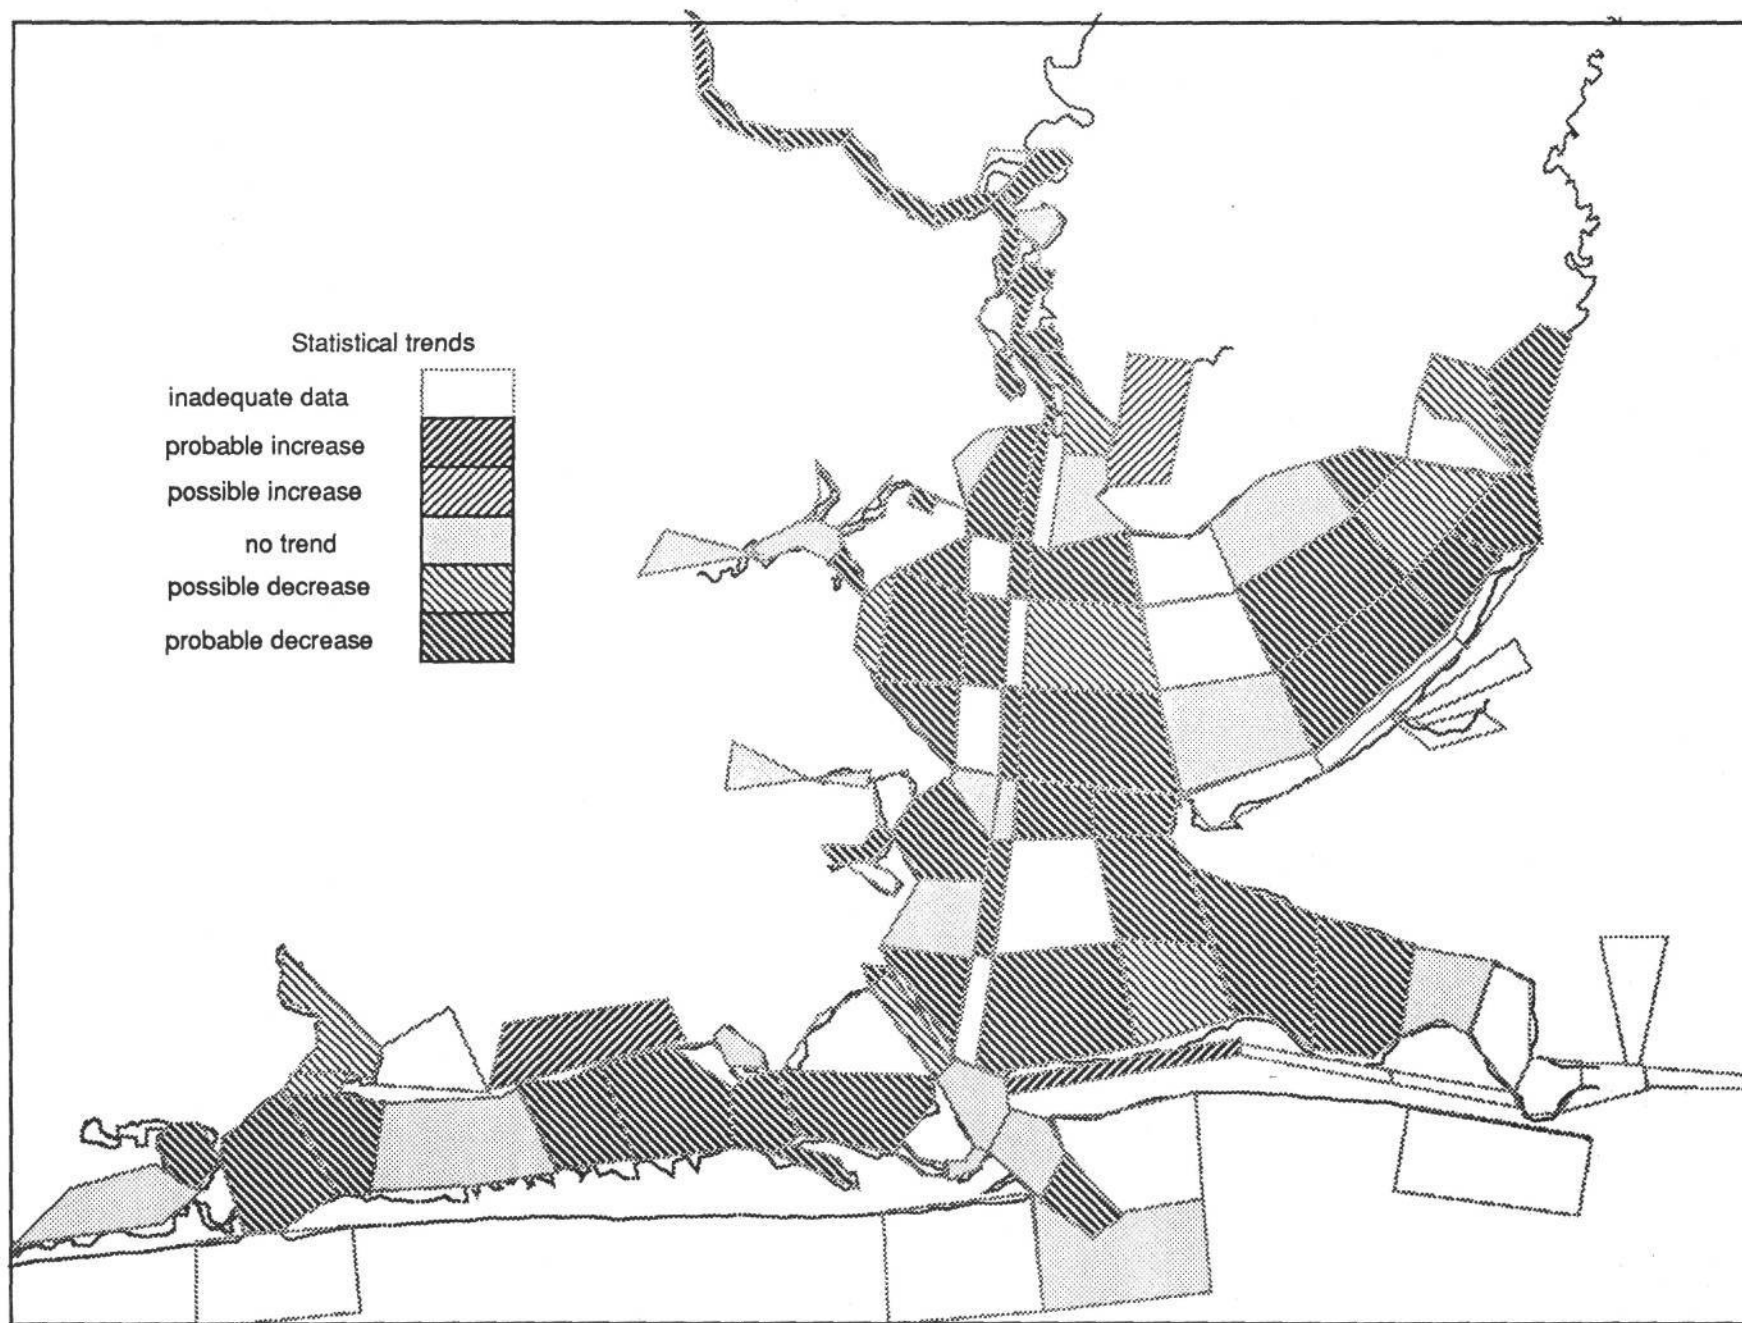 Statistical trends
inadequate data
probable increase
possible increase
no trend
possible decrease
probable decrease